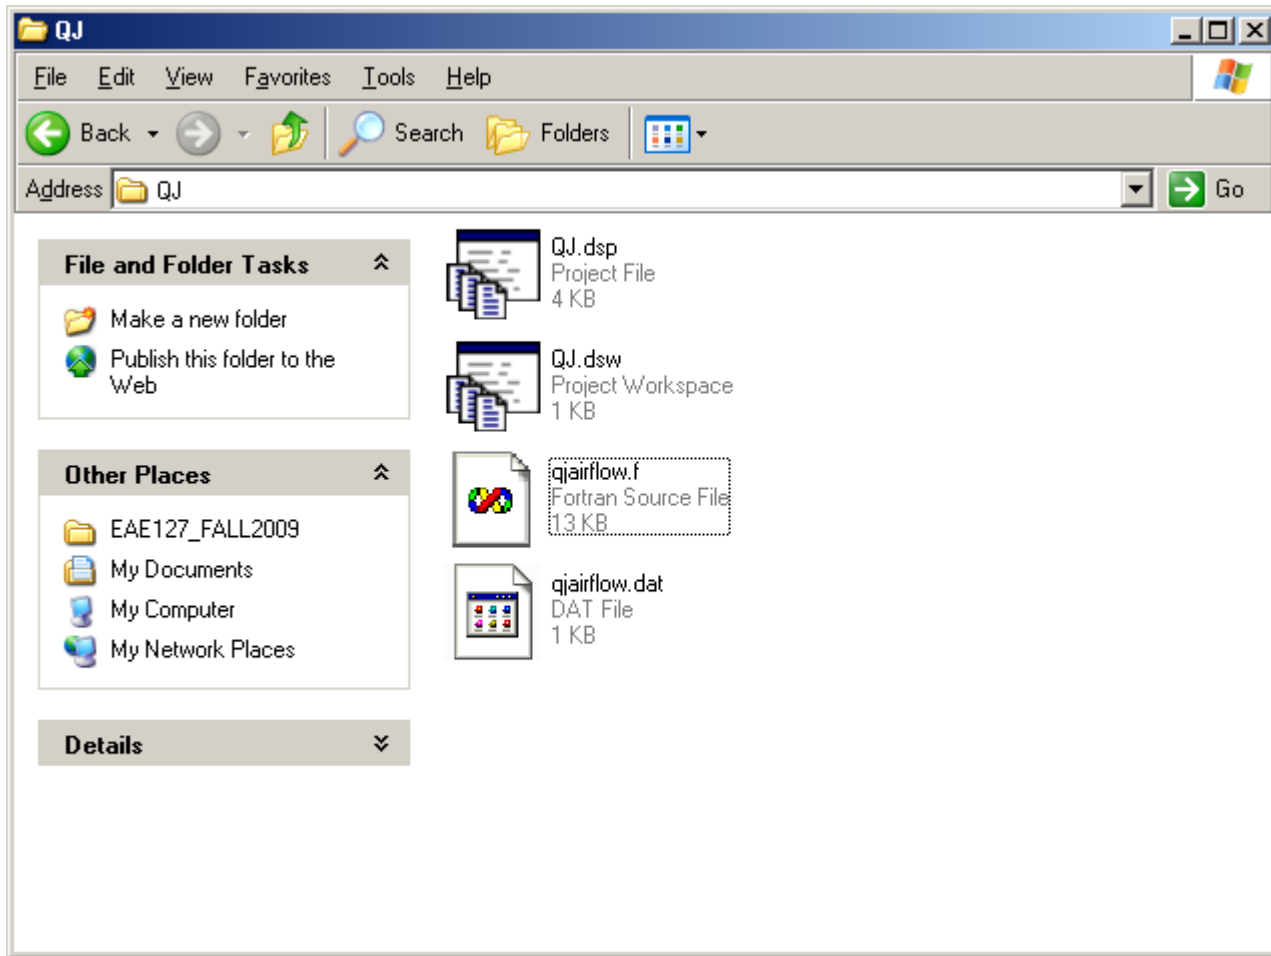 QJ
File Edit View Favorites Tools Help
Back Search Folders
Address QJ Go
File and Folder Tasks
Make a new folder
Publish this folder to the
Web
Other Places
EAE127_FALL2009
My Documents
My Computer
My Network Places
Details
QJ.dsp
Project File
4 KB
QJ.dsw
Project Workspace
1 KB
qjairflow.f
Fortran Source File
13 KB
qjairflow.dat
DAT File
1 KB